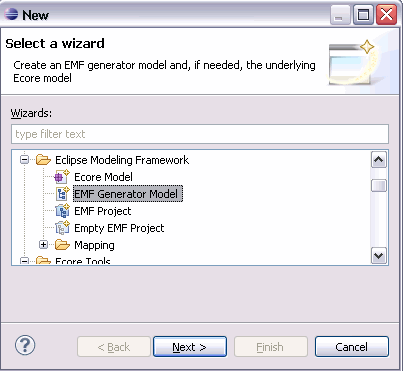 New
Select a wizard
Create an EMF generator model and, if needed, the underlying
Ecore model
Wizards:
type filter text
Eclipse Modeling Framework
Ecore Model
EMF Generator Model
EMF Project
Empty EMF Project
Mapping
Ecore Tools
< Back
Next >
Finish
Cancel